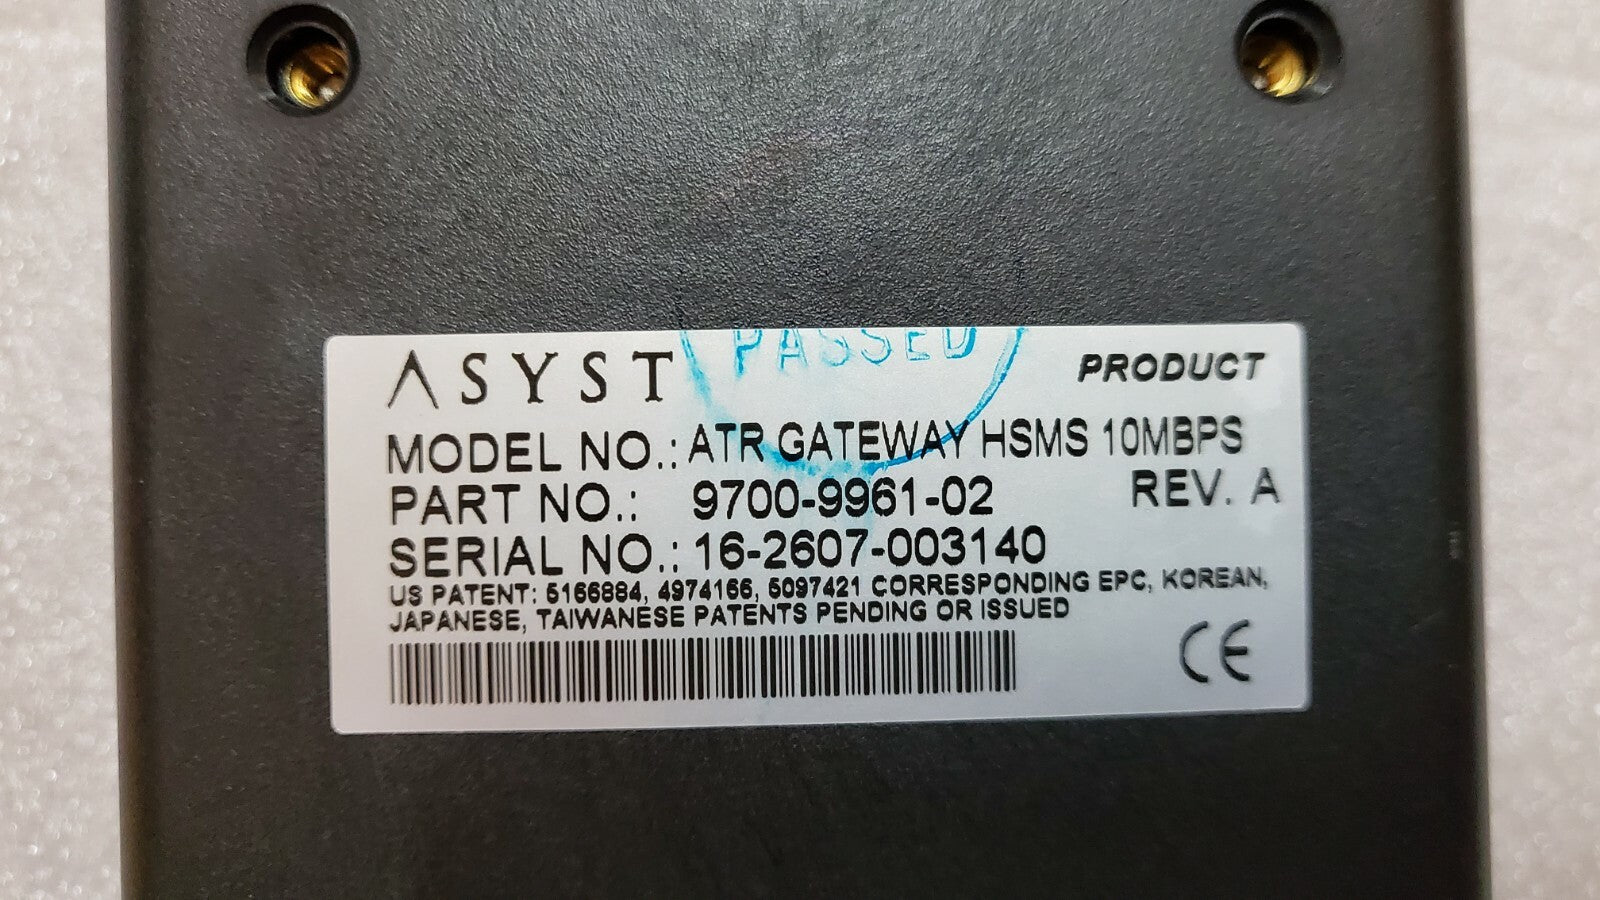 ASYST
PASSED
PRODUCT
MODEL NO.: ATR GATEWAY HSMS 10MBPS
PART NO.: 9700-9961-02 REV. A
SERIAL NO.: 16-2607-003140
US PATENT: 5166884, 4974166, 5097421 CORRESPONDING EPC, KOREAN,
JAPANESE, TAIWANESE PATENTS PENDING OR ISSUED
CE